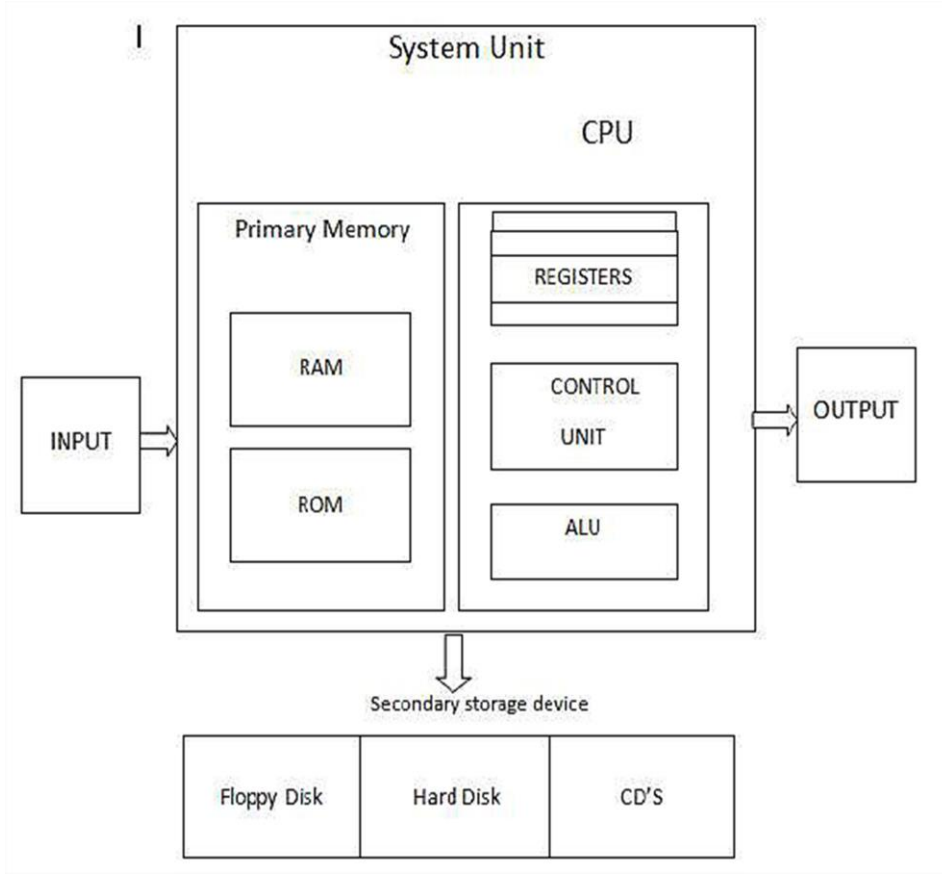 I
System Unit
CPU
Primary Memory
RAM
ROM
REGISTERS
CONTROL
UNIT
ALU
INPUT
OUTPUT
Secondary storage device
Floppy Disk
Hard Disk
CD'S